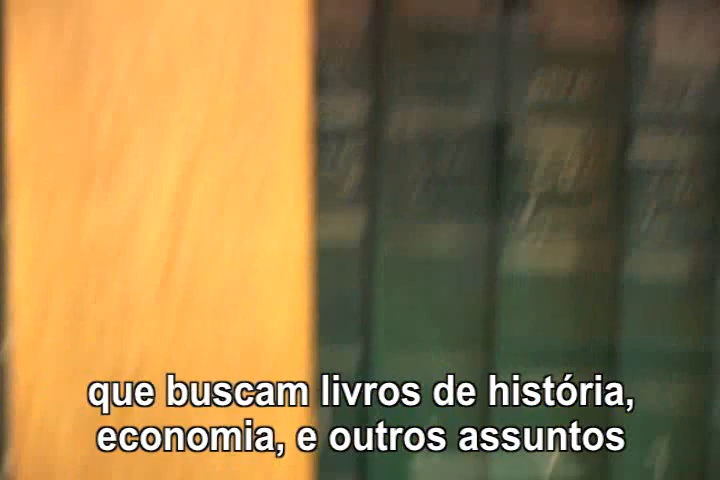 que buscam livros de história,
economia, e outros assuntos